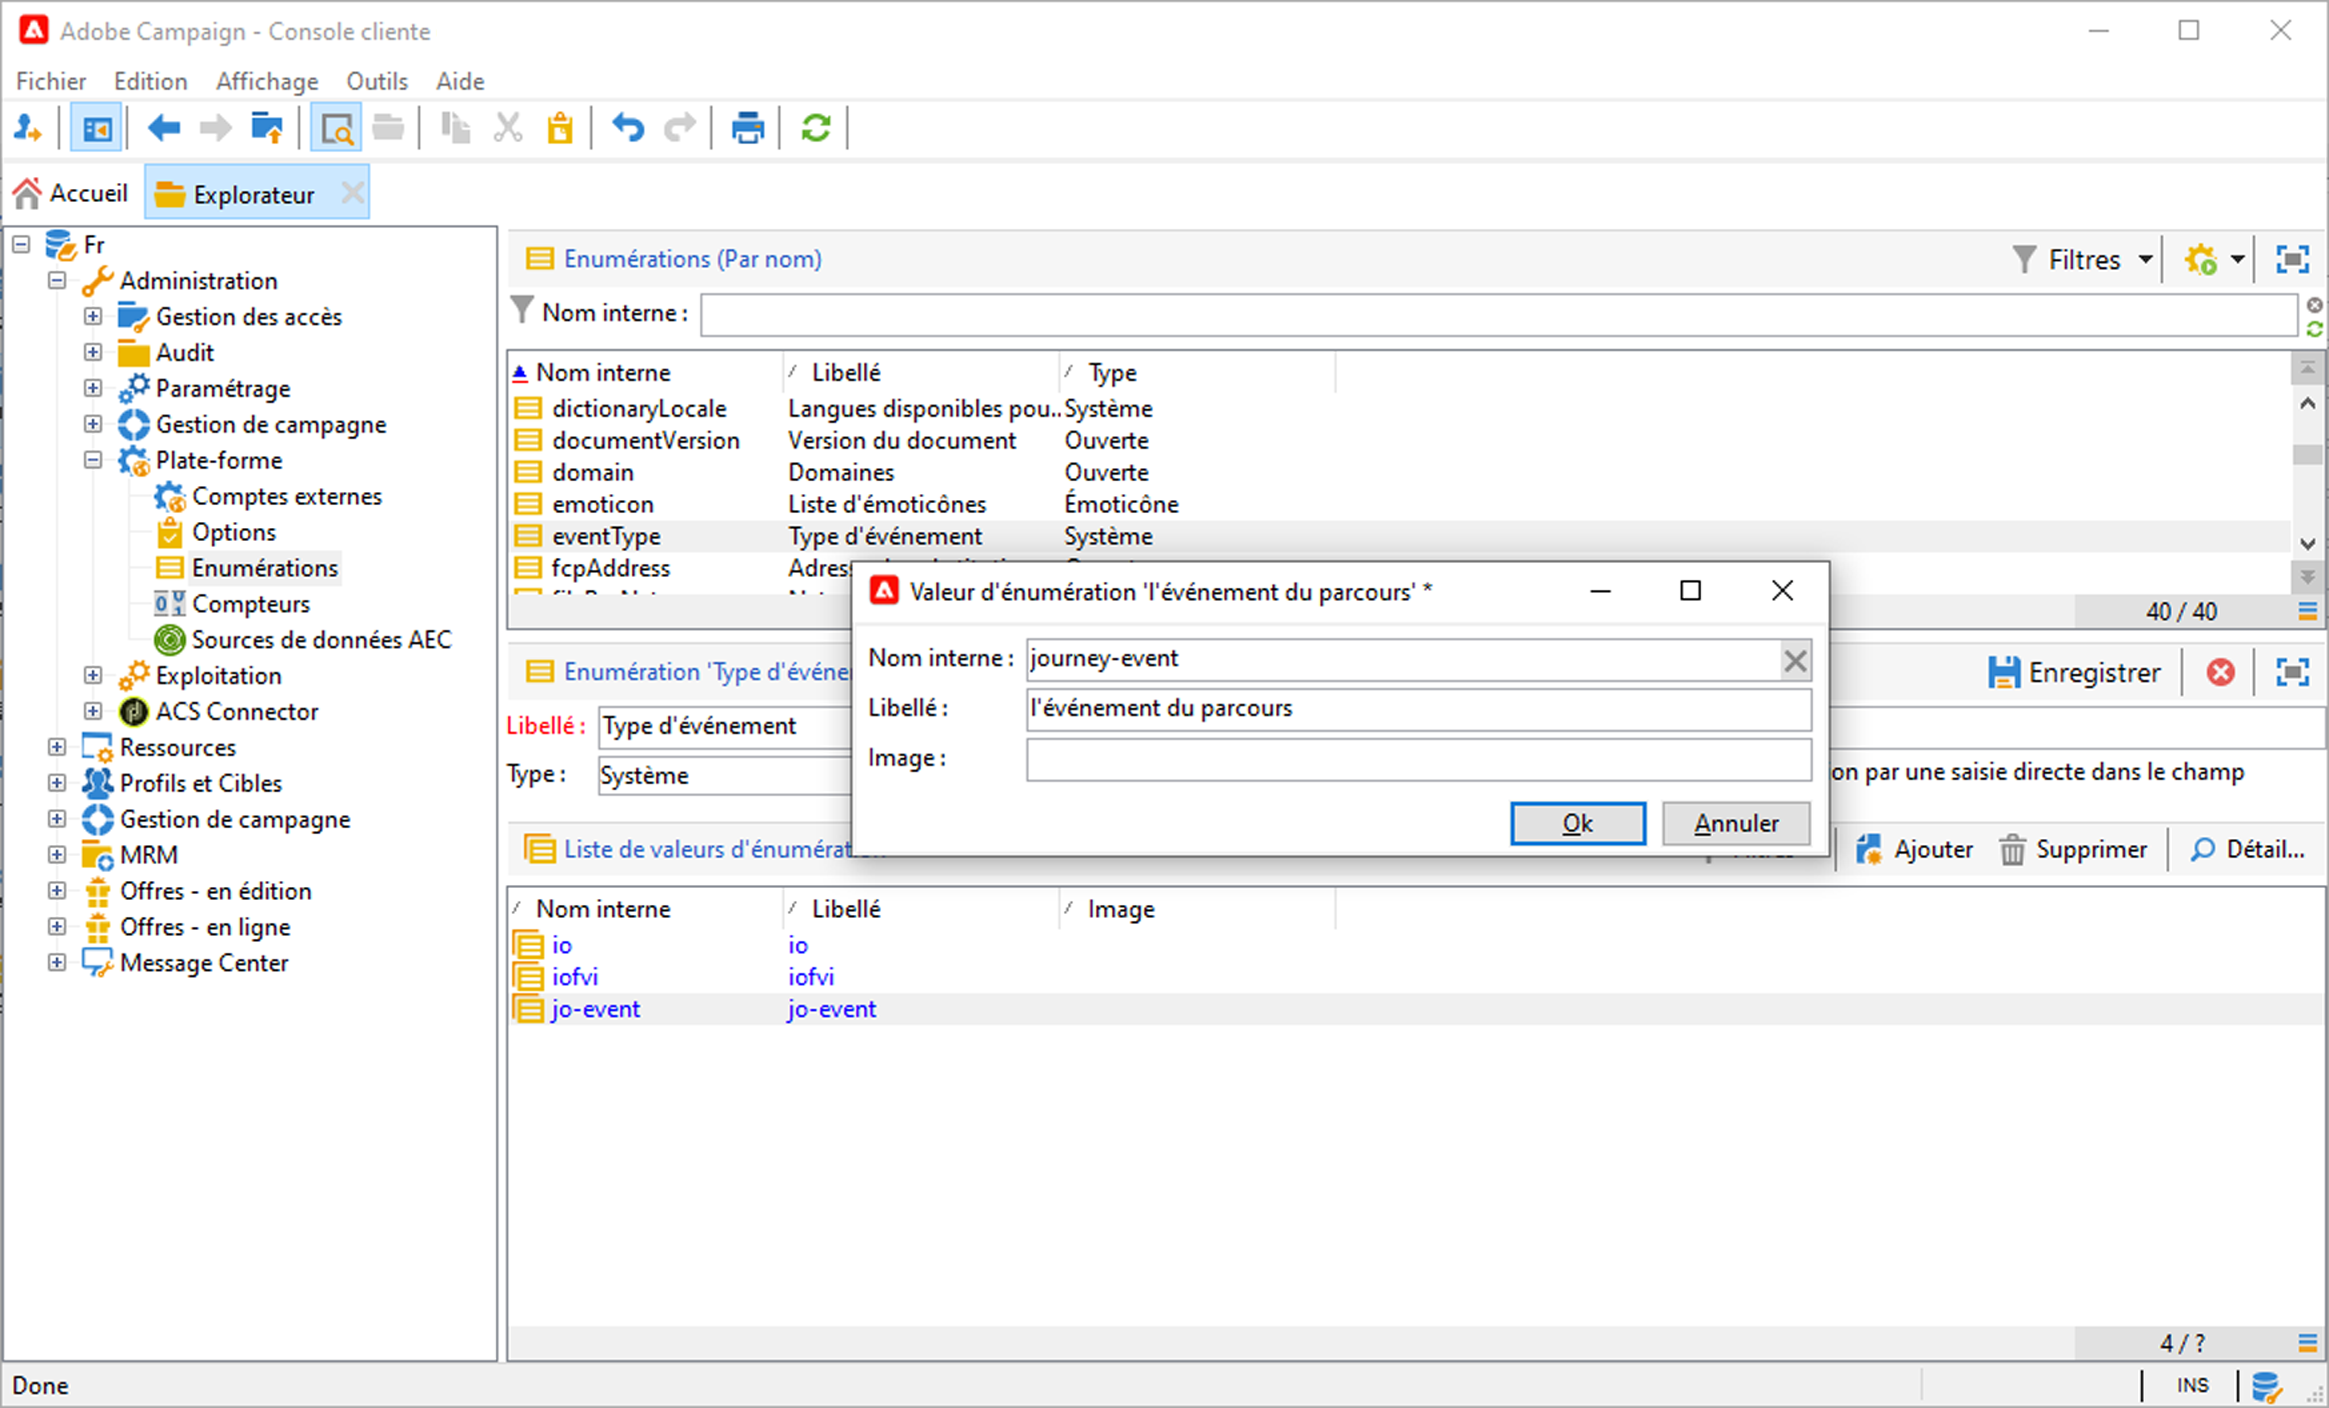 Adobe Campaign - Console cliente
Fichier Edition Affichage Outils Aide
Accueil Explorateur
Fr
Administration
Gestion des accès
Audit
Paramétrage
Gestion de campagne
Plate-forme
Comptes externes
Options
Enumérations
Compteurs
Sources de données AEC
Exploitation
ACS Connector
Ressources
Profils et Cibles
Gestion de campagne
MRM
Offres - en édition
Offres - en ligne
Message Center
Enumérations (Par nom) Filtres
Nom interne :
Nom interne Libellé Type
dictionaryLocale Langues disponibles pou... Système
documentVersion Version du document Ouverte
domain Domaines Ouverte
emoticon Liste d'émoticônes Émoticône
eventType Type d'événement Système
fcpAddress
40 / 40
Valeur d'énumération 'l'événement du parcours' *
Nom interne : journey-event
Libellé : l'événement du parcours
Image :
Ok Annuler
Enumération 'Type d'événe Enregistrer
Libellé : Type d'événement
Type : Système
on par une saisie directe dans le champ
Liste de valeurs d'énumérat Ajouter Supprimer Détail...
Nom interne Libellé Image
io io
iofvi iofvi
jo-event jo-event
4 / ?
Done INS